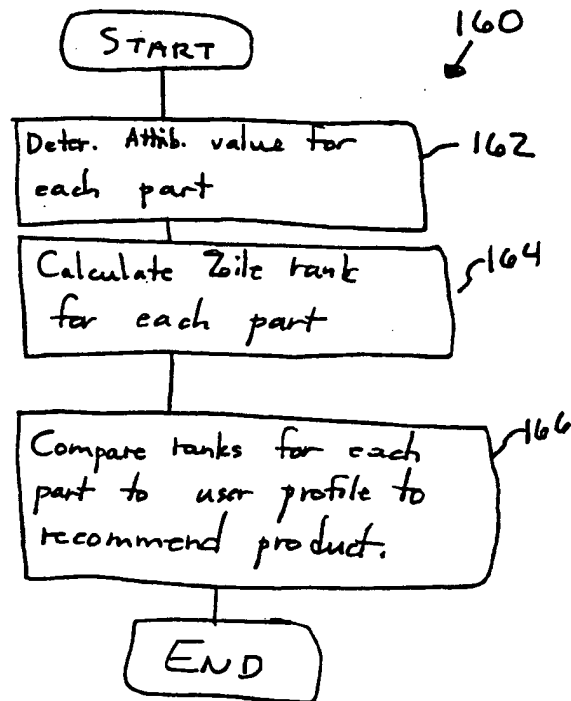 START
160
Deter. Attrib. value for
each part
162
Calculate %ile rank
for each part
164
Compare ranks for each
part to user profile to
recommend product.
166
END